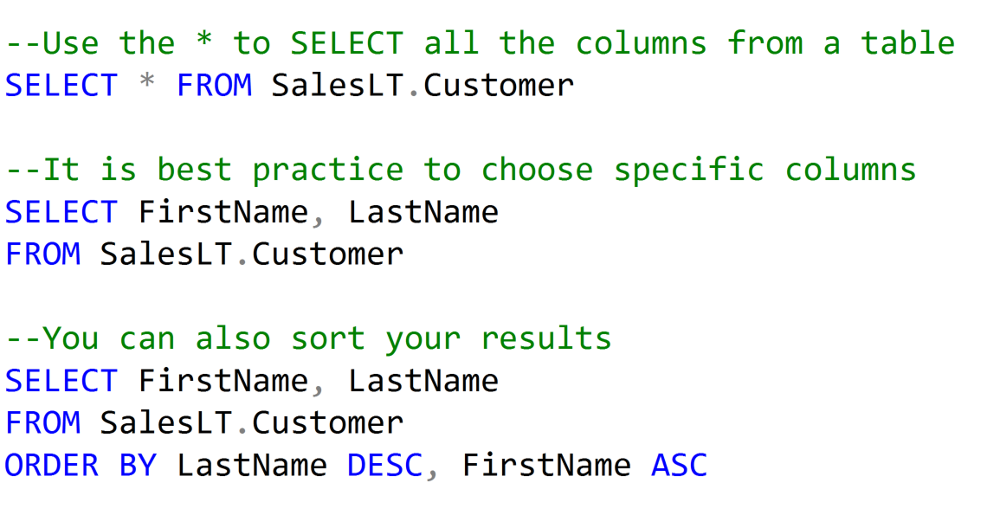 --Use the * to SELECT all the columns from a table
SELECT * FROM SalesLT.Customer
--It is best practice to choose specific columns
SELECT FirstName, LastName
FROM SalesLT.Customer
--You can also sort your results
SELECT FirstName, LastName
FROM SalesLT.Customer
ORDER BY LastName DESC, FirstName ASC